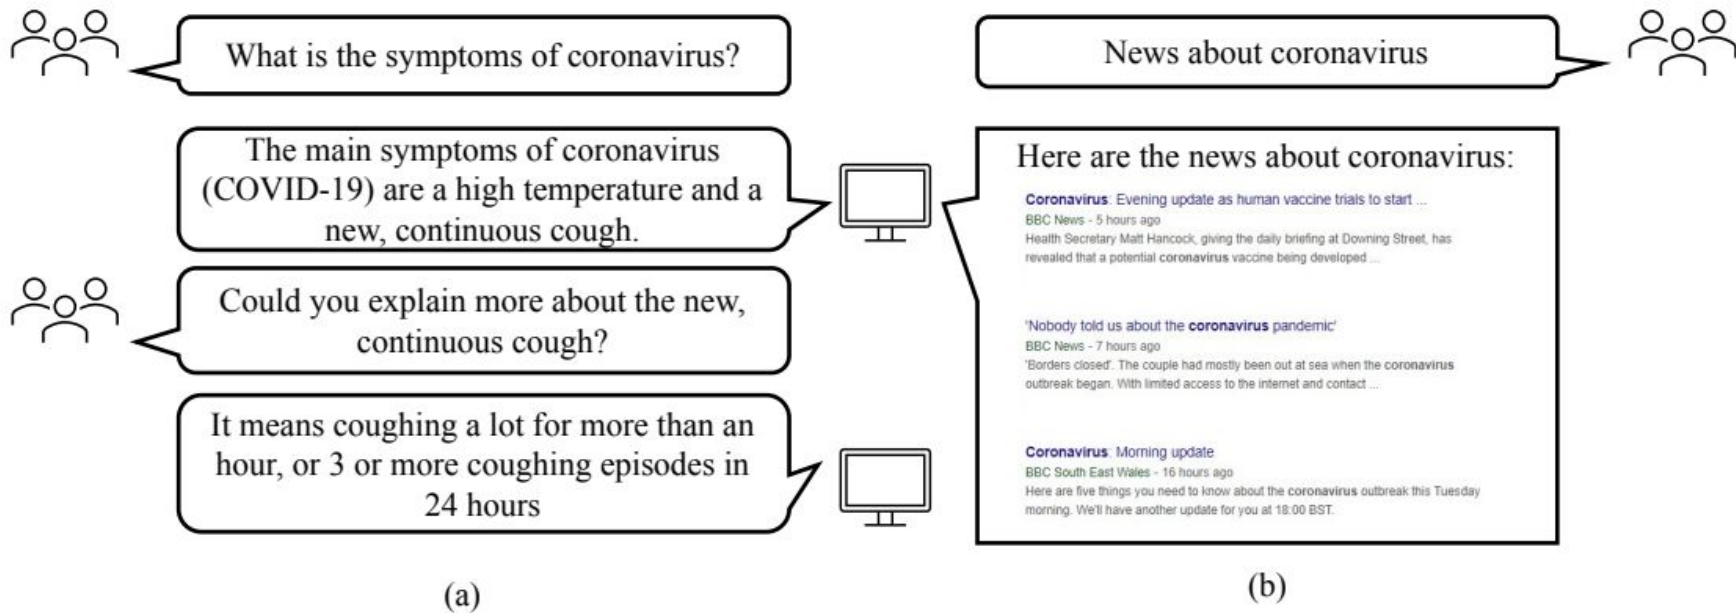 What is the symptoms of coronavirus?
The main symptoms of coronavirus
(COVID-19) are a high temperature and a
new, continuous cough.
Could you explain more about the new,
continuous cough?
It means coughing a lot for more than an
hour, or 3 or more coughing episodes in
24 hours
(a)
News about coronavirus
Here are the news about coronavirus:
Coronavirus: Evening update as human vaccine trials to start ...
BBC News - 5 hours ago
Health Secretary Matt Hancock, giving the daily briefing at Downing Street, has
revealed that a potential coronavirus vaccine being developed ...
'Nobody told us about the coronavirus pandemic'
BBC News - 7 hours ago
'Borders closed'. The couple had mostly been out at sea when the coronavirus
outbreak began. With limited access to the internet and contact ...
Coronavirus: Morning update
BBC South East Wales - 16 hours ago
Here are five things you need to know about the coronavirus outbreak this Tuesday
morning. We'll have another update for you at 18:00 BST.
(b)